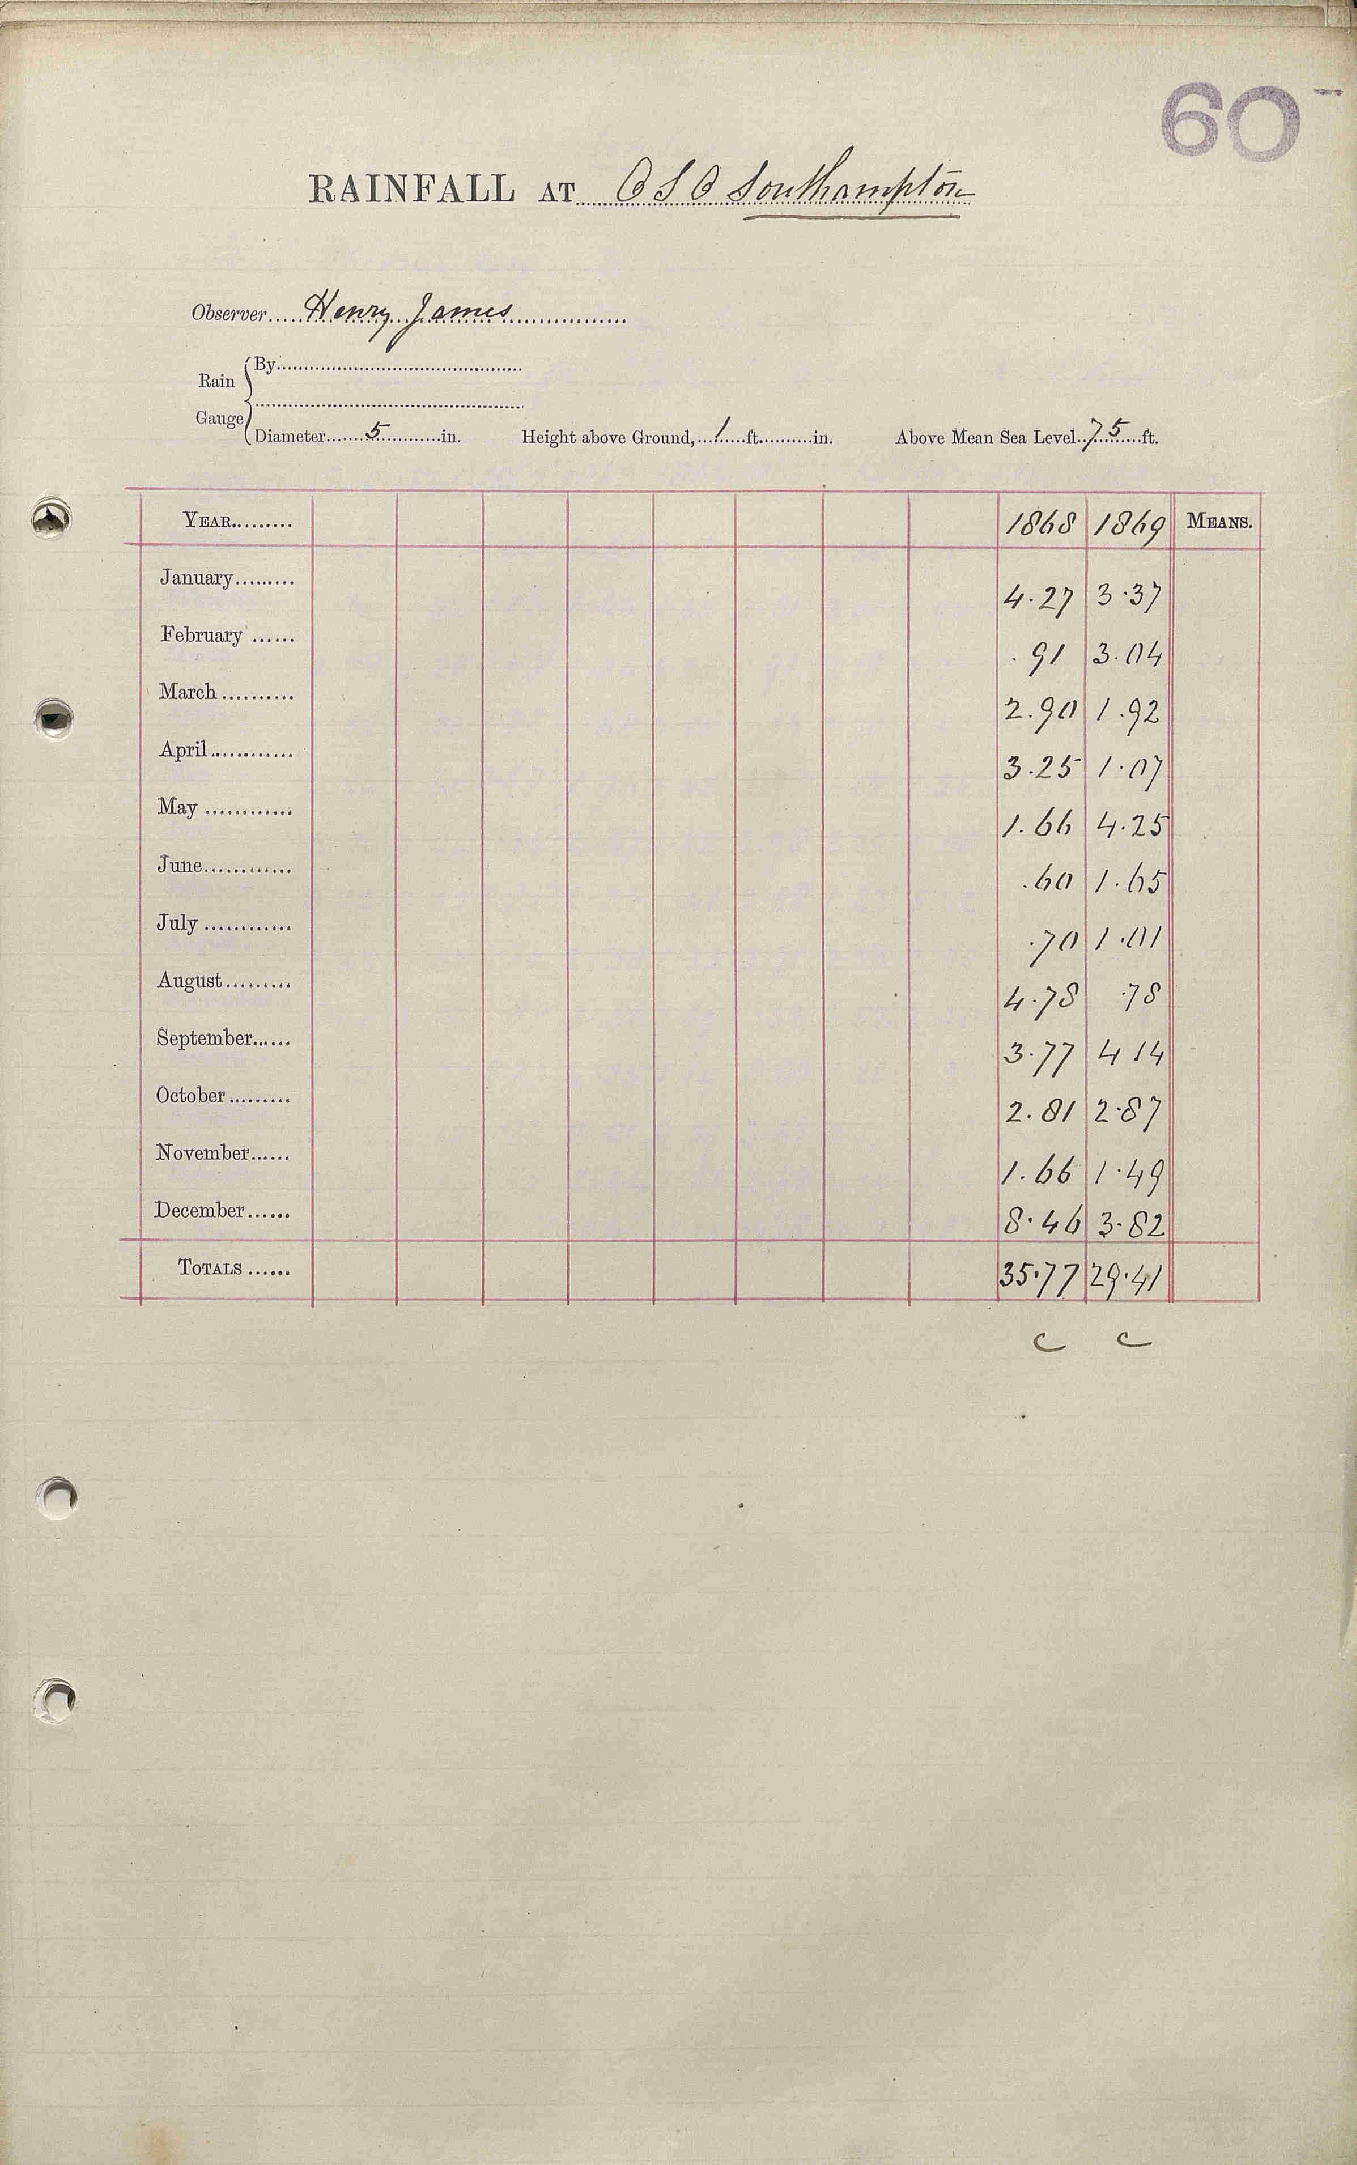 60
RAINFALL AT O S O Southampton
Observer Henry James
Rain Gauge
By
Diameter 5 in. Height above Ground, 1 ft. in. Above Mean Sea Level 75 ft.
YEAR 1868 1869 MEANS.
January 4.27 3.37
February .91 3.04
March 2.90 1.92
April 3.25 1.07
May 1.66 4.25
June .60 1.65
July .70 1.01
August 4.78 .78
September 3.77 4 14
October 2.81 2.87
November 1.66 1.49
December 8.46 3.82
TOTALS 35.77 29.41
c c